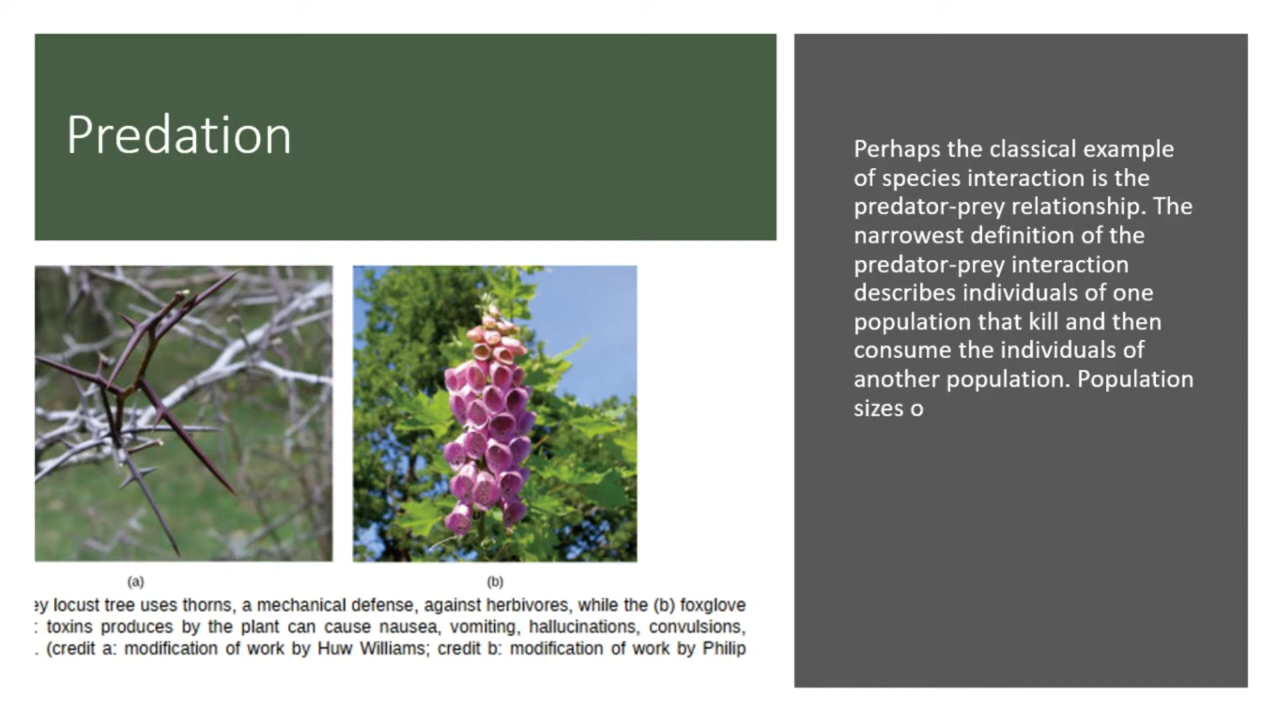 Predation
Perhaps the classical example
of species interaction is the
predator-prey relationship. The
narrowest definition of the
predator-prey interaction
describes individuals of one
population that kill and then
consume the individuals of
another population. Population
sizes o
(a) (b)
ey locust tree uses thorns, a mechanical defense, against herbivores, while the (b) foxglove
: toxins produces by the plant can cause nausea, vomiting, hallucinations, convulsions,
. (credit a: modification of work by Huw Williams; credit b: modification of work by Philip